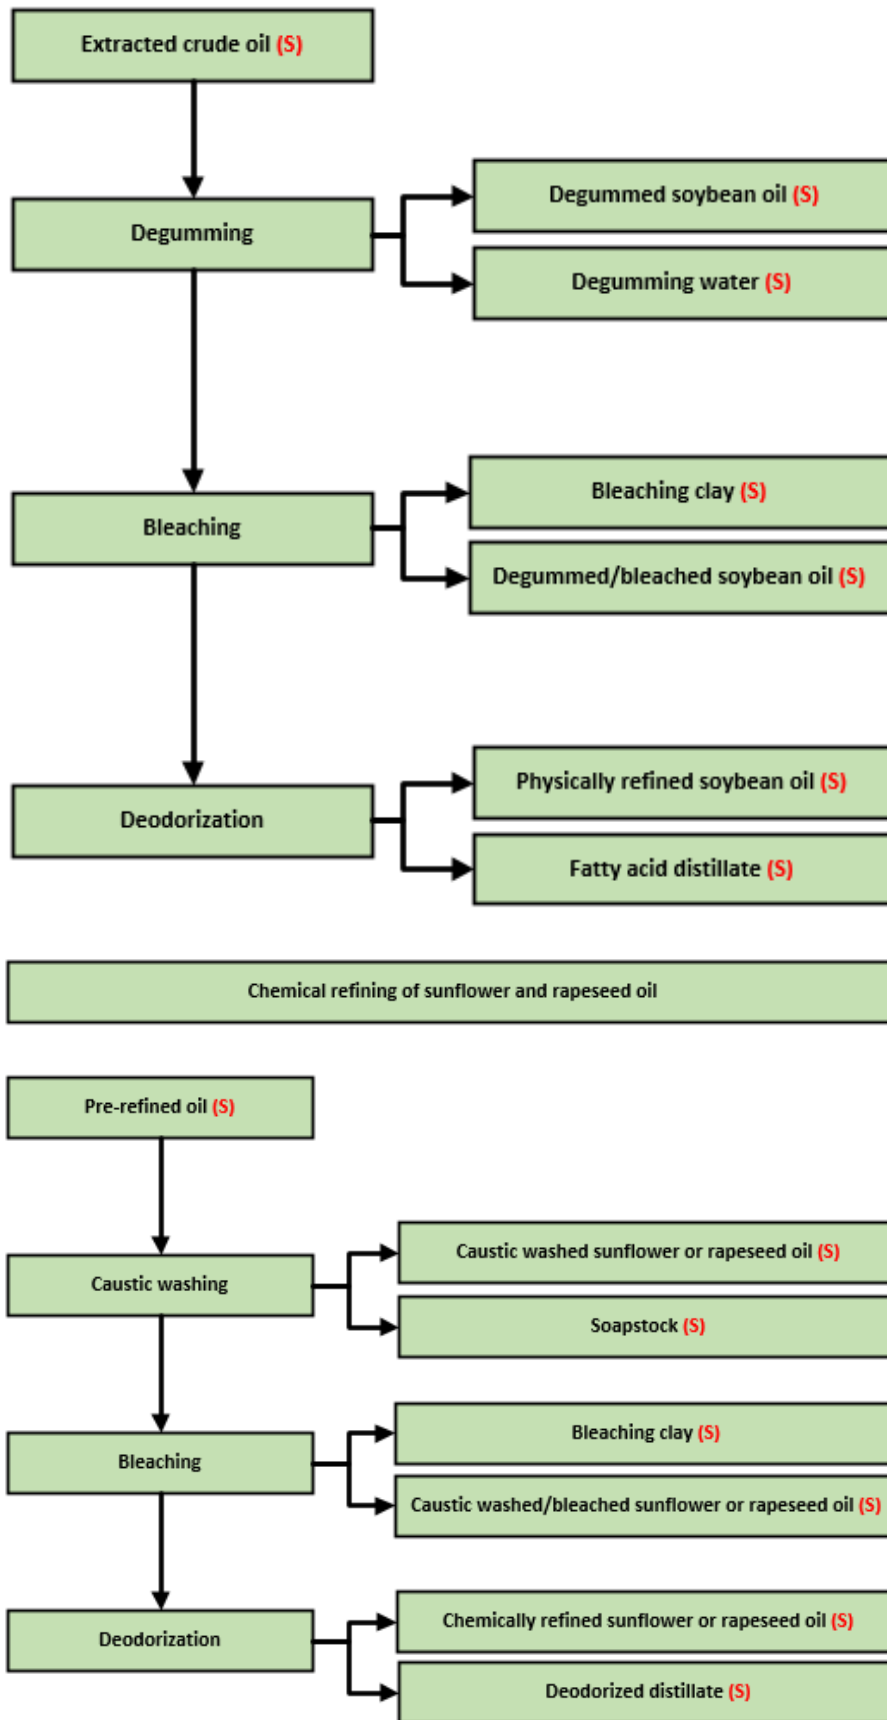 Extracted crude oil (S)
Degumming
Degummed soybean oil (S)
Degumming water (S)
Bleaching
Bleaching clay (S)
Degummed/bleached soybean oil (S)
Deodorization
Physically refined soybean oil (S)
Fatty acid distillate (S)
Chemical refining of sunflower and rapeseed oil
Pre-refined oil (S)
Caustic washing
Caustic washed sunflower or rapeseed oil (S)
Soapstock (S)
Bleaching
Bleaching clay (S)
Caustic washed/bleached sunflower or rapeseed oil (S)
Deodorization
Chemically refined sunflower or rapeseed oil (S)
Deodorized distillate (S)